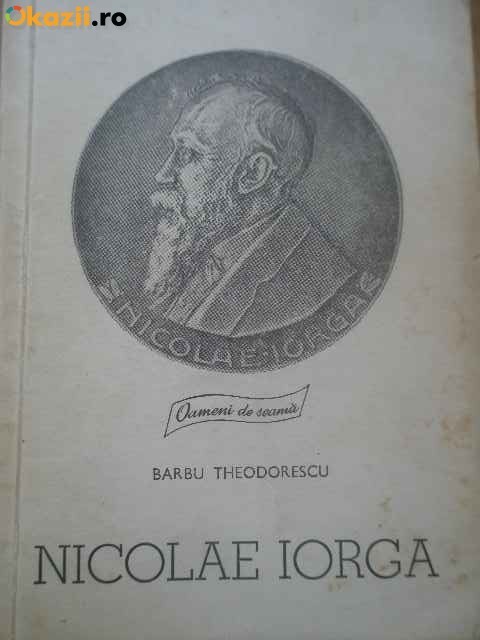 Okazii.ro
NICOLAE·IORGA
Oameni de seamă
BARBU THEODORESCU
NICOLAE IORGA